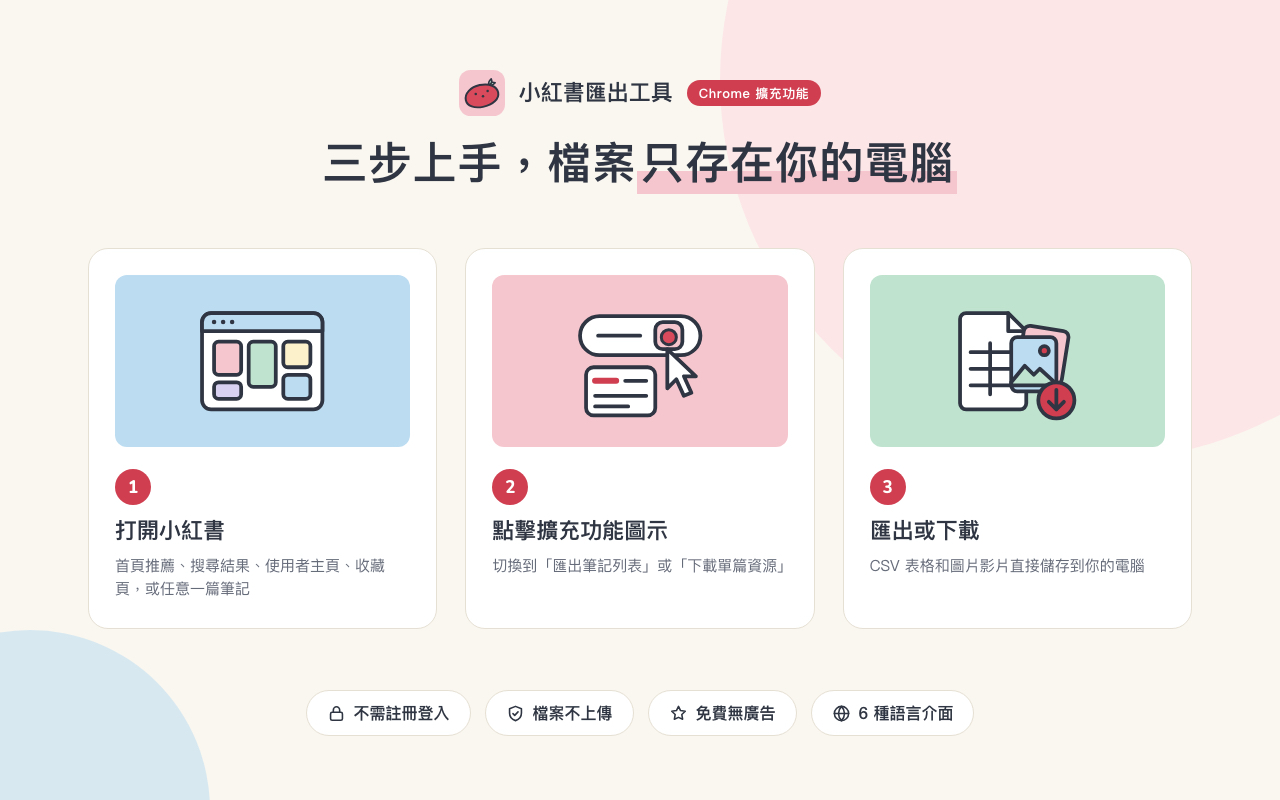 小紅書匯出工具 Chrome 擴充功能
三步上手，檔案只存在你的電腦
1
打開小紅書
首頁推薦、搜尋結果、使用者主頁、收藏
頁，或任意一篇筆記
2
點擊擴充功能圖示
切換到「匯出筆記列表」或「下載單篇資源」
3
匯出或下載
CSV 表格和圖片影片直接儲存到你的電腦
不需註冊登入
檔案不上傳
免費無廣告
6 種語言介面